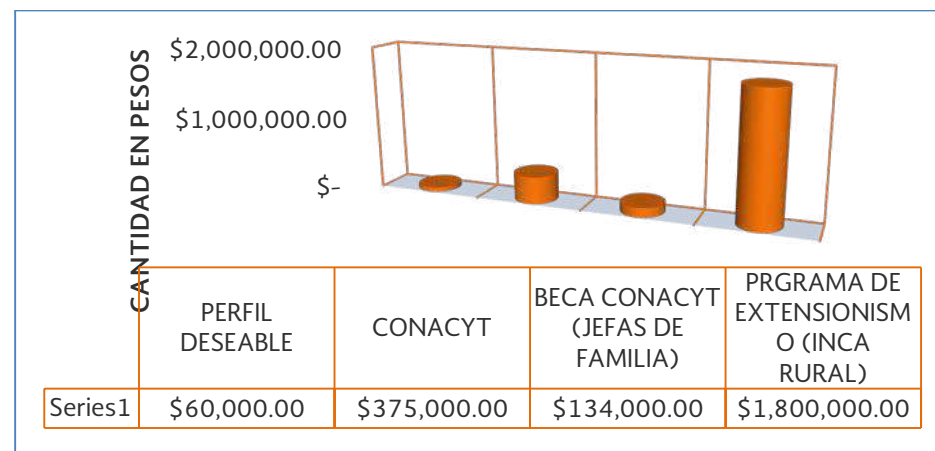 CANTIDAD EN PESOS
$2,000,000.00
$1,000,000.00
$-
PERFIL
DESEABLE
CONACYT
BECA CONACYT
(JEFAS DE
FAMILIA)
PRGRAMA DE
EXTENSIONISM
O (INCA
RURAL)
Series1 $60,000.00 $375,000.00 $134,000.00 $1,800,000.00